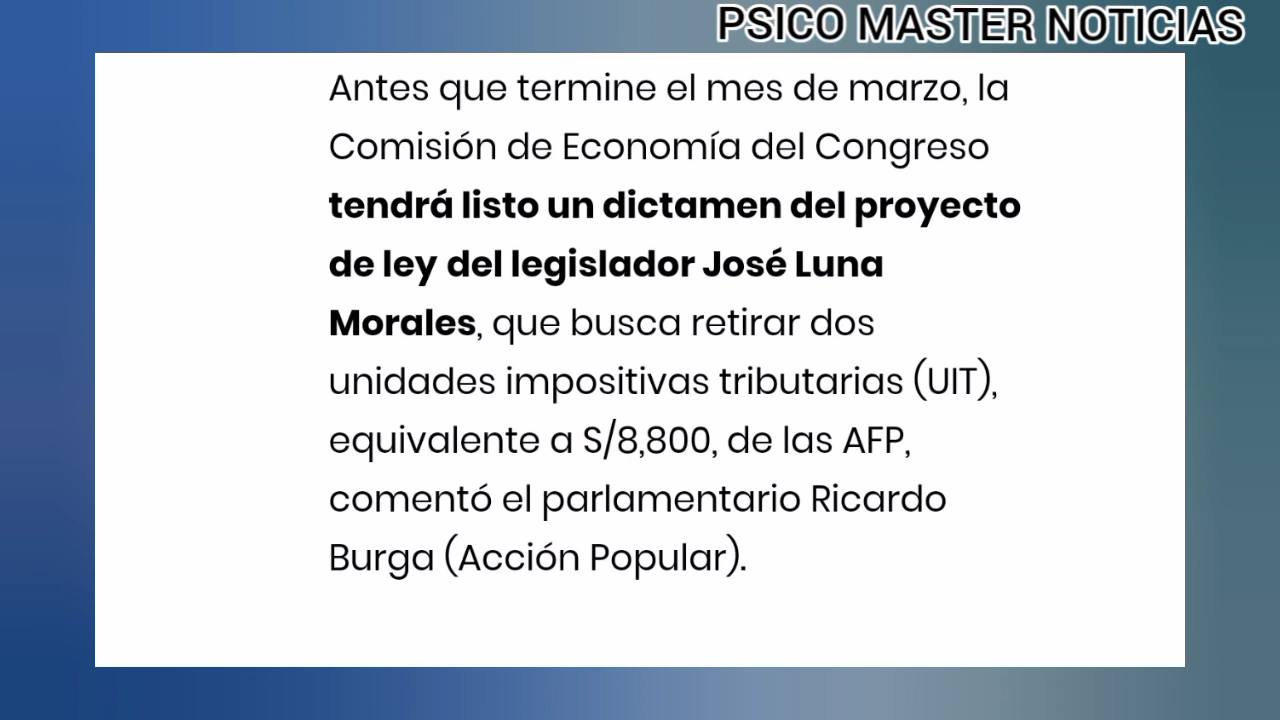 PSICO MASTER NOTICIAS
Antes que termine el mes de marzo, la
Comisión de Economía del Congreso
tendrá listo un dictamen del proyecto
de ley del legislador José Luna
Morales, que busca retirar dos
unidades impositivas tributarias (UIT),
equivalente a S/8,800, de las AFP,
comentó el parlamentario Ricardo
Burga (Acción Popular).